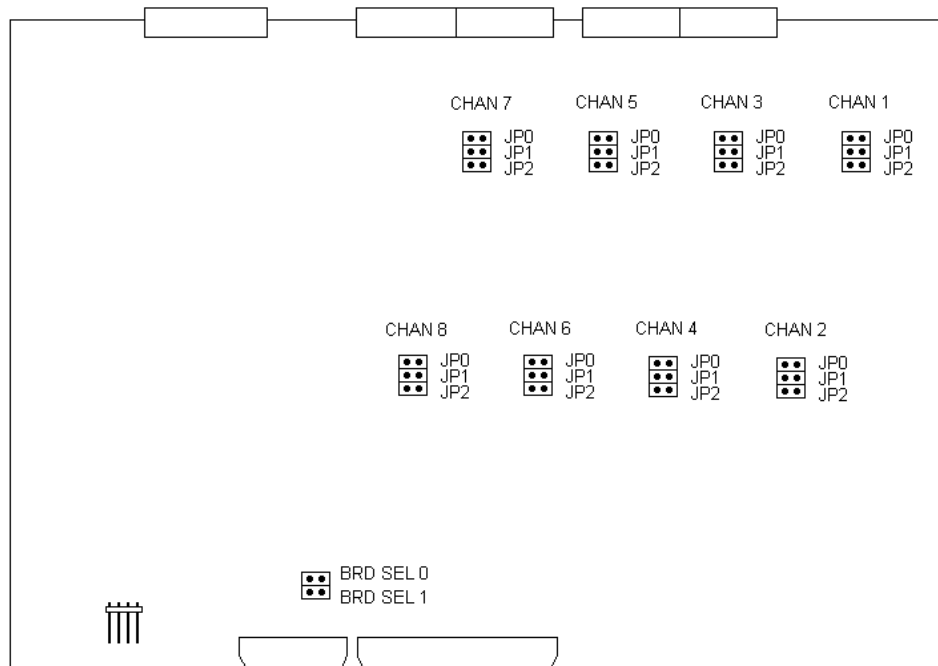 CHAN 7 CHAN 5 CHAN 3 CHAN 1
JP0 JP0 JP0 JP0
JP1 JP1 JP1 JP1
JP2 JP2 JP2 JP2
CHAN 8 CHAN 6 CHAN 4 CHAN 2
JP0 JP0 JP0 JP0
JP1 JP1 JP1 JP1
JP2 JP2 JP2 JP2
BRD SEL 0
BRD SEL 1